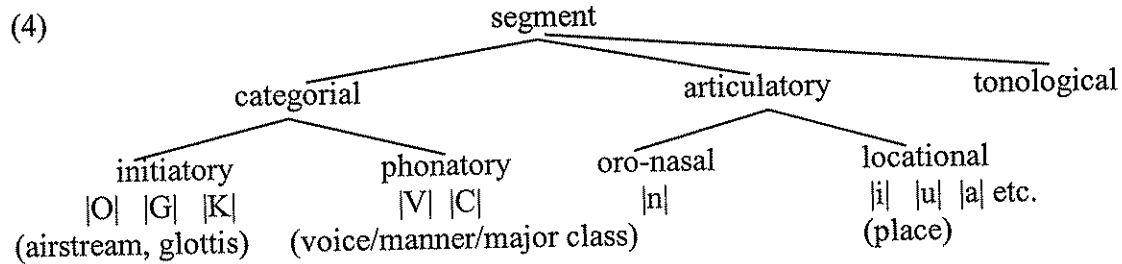 (4) segment
categorial articulatory tonological
initiatory phonatory oro-nasal locational
|O| |G| |K| |V| |C| |n| |i| |u| |a| etc.
(airstream, glottis) (voice/manner/major class) (place)